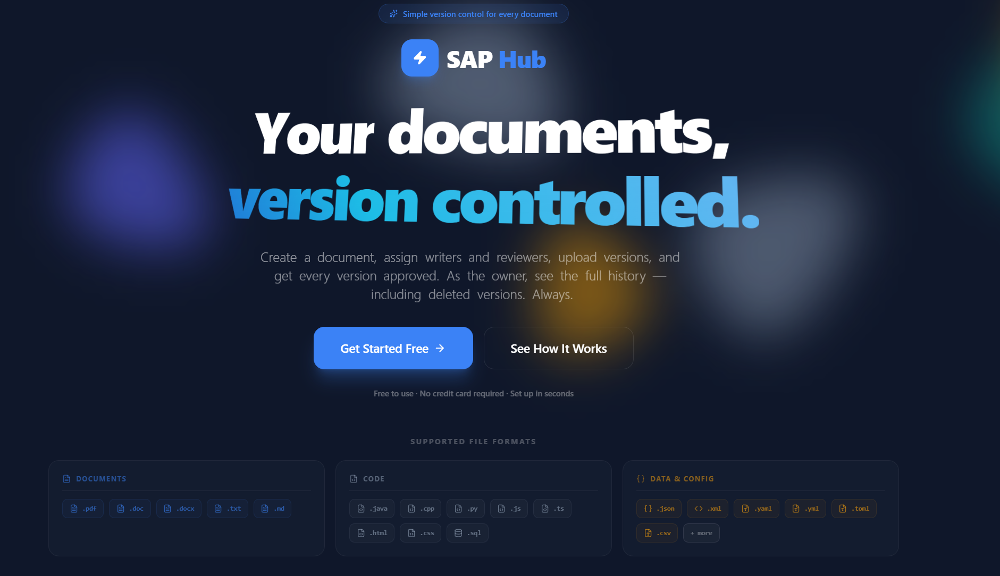 Simple version control for every document
SAP Hub
Your documents,
version controlled.
Create a document, assign writers and reviewers, upload versions, and
get every version approved. As the owner, see the full history —
including deleted versions. Always.
Get Started Free →
See How It Works
Free to use · No credit card required · Set up in seconds
SUPPORTED FILE FORMATS
DOCUMENTS
.pdf .doc .docx .txt .md
CODE
.java .cpp .py .js .ts
.html .css .sql
DATA & CONFIG
.json .xml .yaml .yml .toml
.csv + more